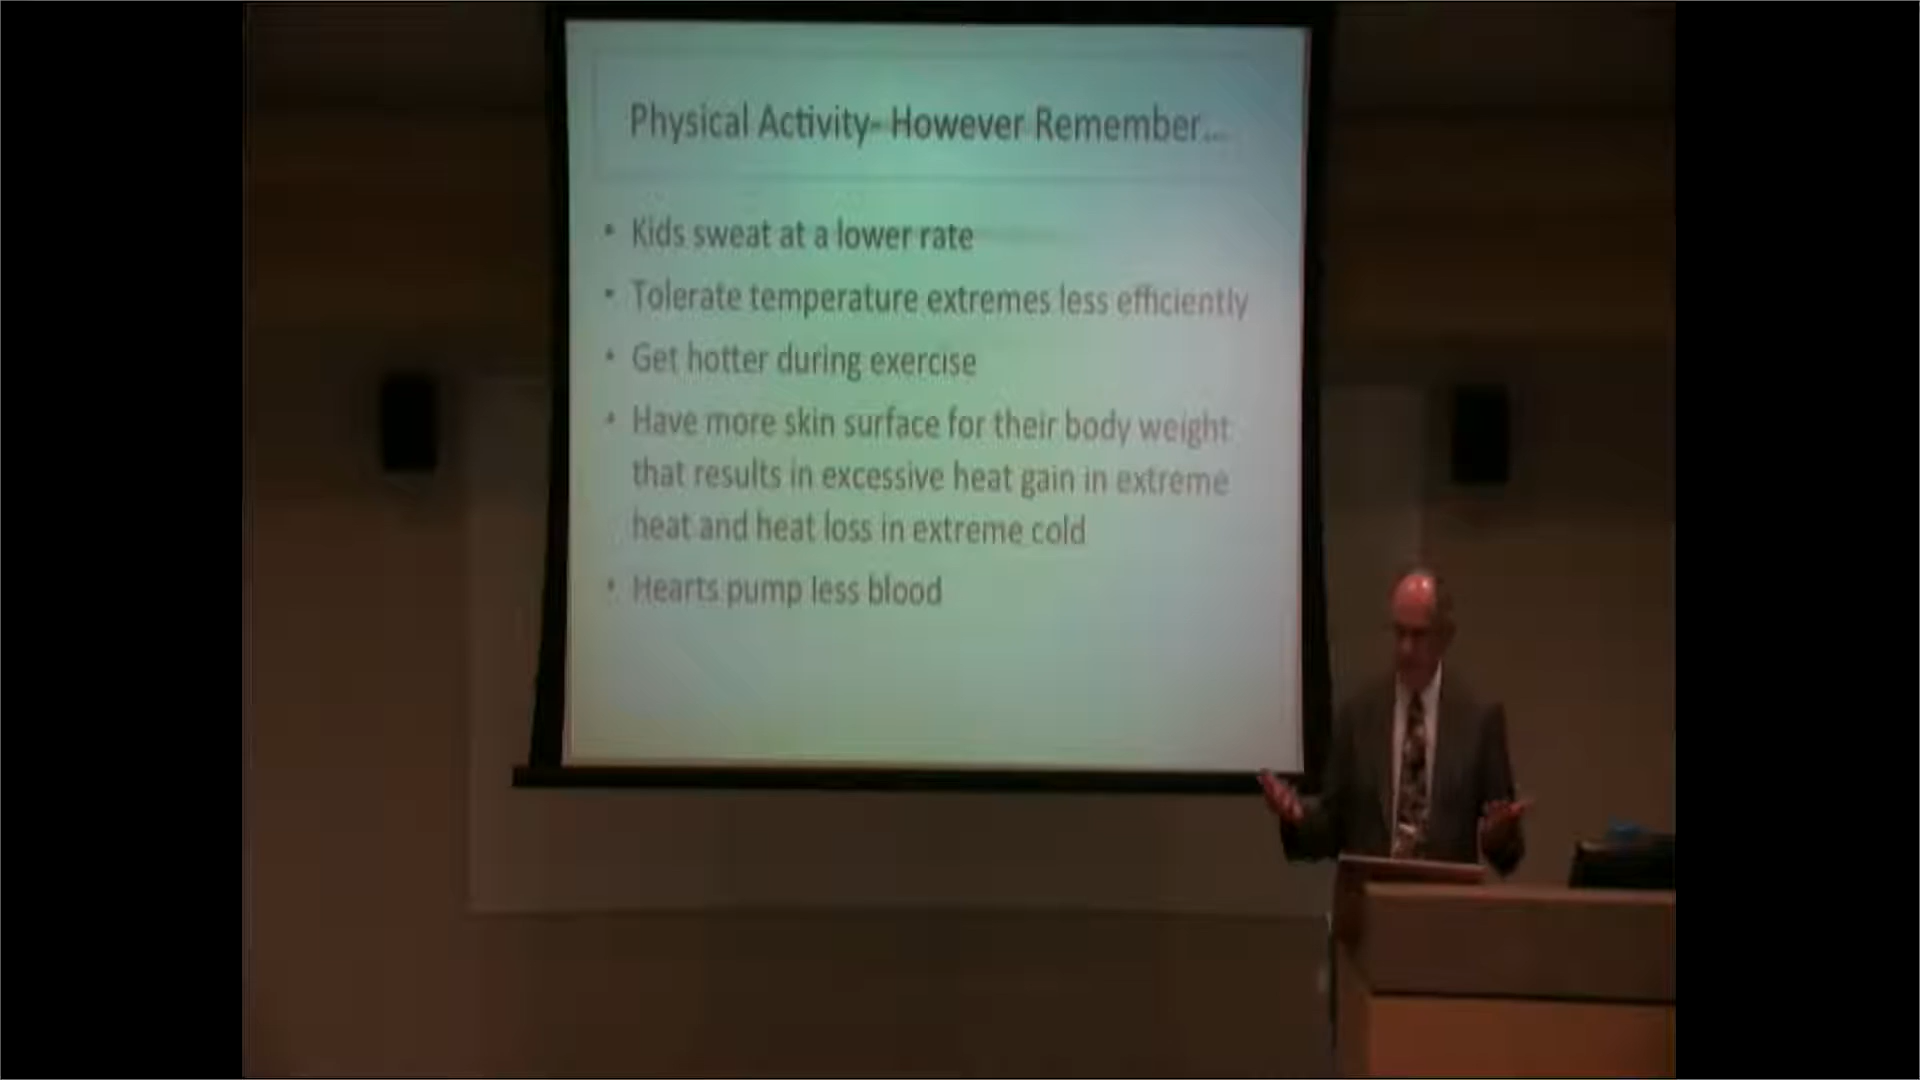 Physical Activity- However Remember...
• Kids sweat at a lower rate
• Tolerate temperature extremes less efficiently
• Get hotter during exercise
• Have more skin surface for their body weight
that results in excessive heat gain in extreme
heat and heat loss in extreme cold
• Hearts pump less blood